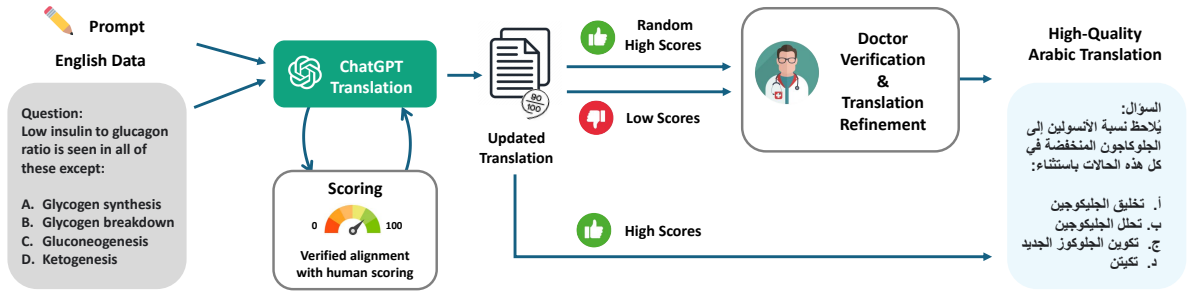 Prompt
English Data
Question:
Low insulin to glucagon
ratio is seen in all of
these except:
A. Glycogen synthesis
B. Glycogen breakdown
C. Gluconeogenesis
D. Ketogenesis
ChatGPT
Translation
Scoring
0
100
Verified alignment
with human scoring
90
100
Updated
Translation
Random
High Scores
Low Scores
High Scores
Doctor
Verification
&
Translation
Refinement
High-Quality
Arabic Translation
السؤال:
يُلاحظ نسبة الأنسولين إلى
الجلوكاجون المنخفضة في
كل هذه الحالات باستثناء:
أ. تخليق الجليكوجين
ب. تحلل الجليكوجين
ج. تكوين الجلوكوز الجديد
د. تكيتن